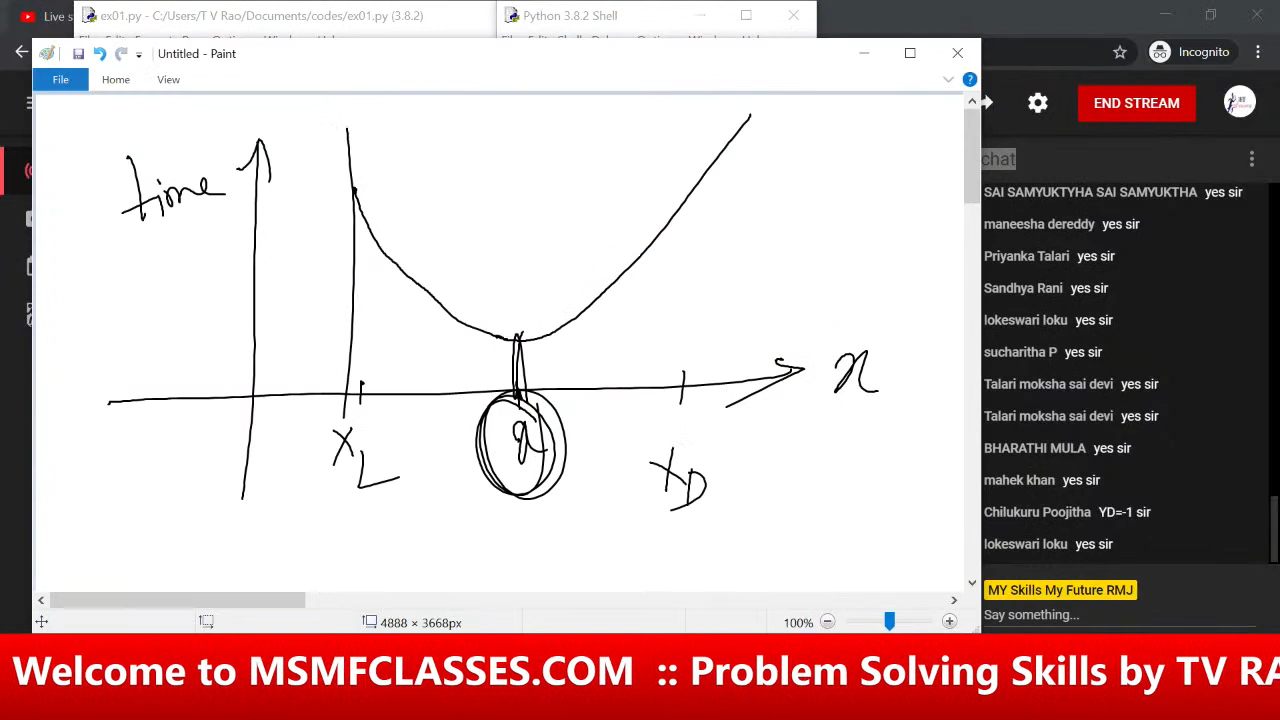 Live s
ex01.py - C:/Users/T V Rao/Documents/codes/ex01.py (3.8.2)
Python 3.8.2 Shell
Untitled - Paint
Incognito
File
Home
View
END STREAM
chat
time
SAI SAMYUKTYHA SAI SAMYUKTHA yes sir
maneesha dereddy yes sir
Priyanka Talari yes sir
Sandhya Rani yes sir
lokeswari loku yes sir
sucharitha P yes sir
x
Talari moksha sai devi yes sir
Talari moksha sai devi yes sir
x
XL
XD
BHARATHI MULA yes sir
mahek khan yes sir
Chilukuru Poojitha YD=-1 sir
lokeswari loku yes sir
MY Skills My Future RMJ
Say something...
4888 × 3668px
100%
Welcome to MSMFCLASSES.COM :: Problem Solving Skills by TV RA